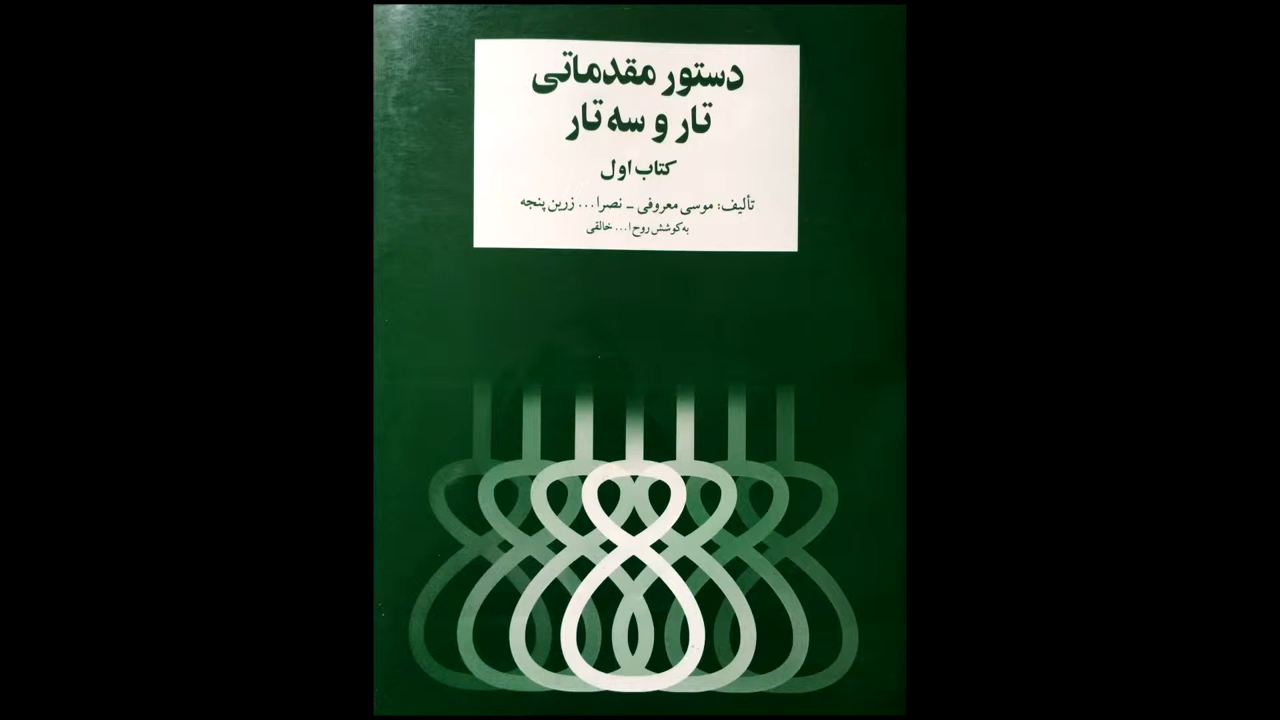 دستور مقدماتی
تار و سه تار
کتاب اول
تألیف: موسی معروفی ـ نصرا... زرین پنجه
به کوشش روح ا... خالقی